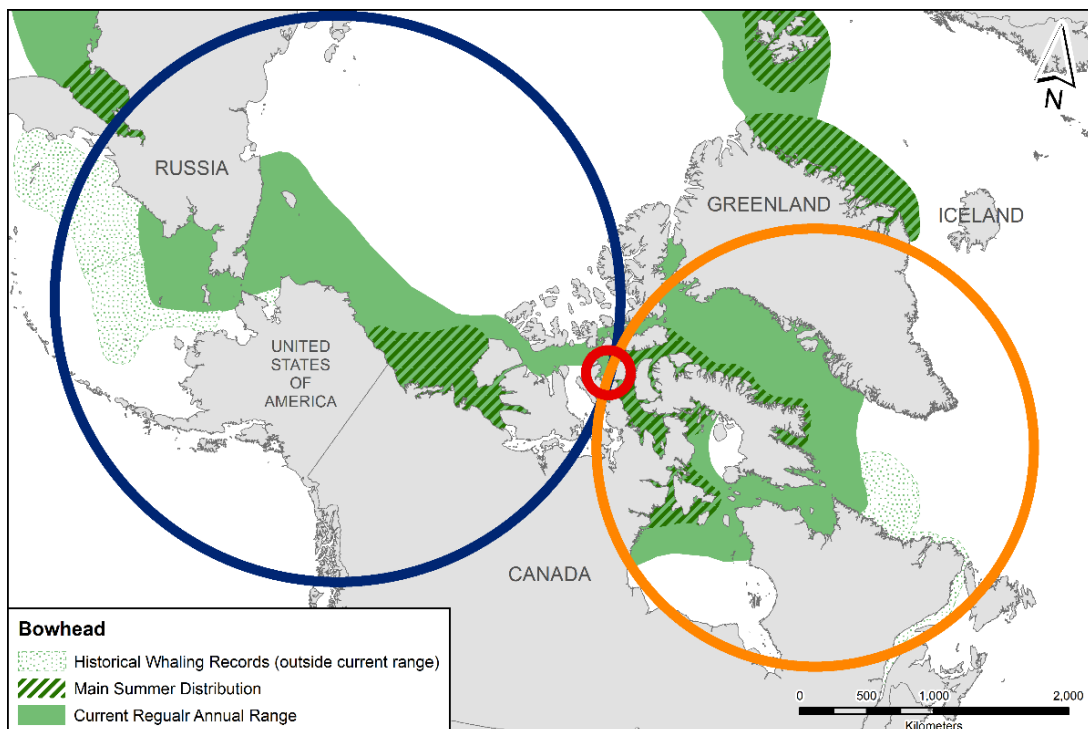 RUSSIA
GREENLAND
ICELAND
N
UNITED
STATES
OF
AMERICA
CANADA
Bowhead
Historical Whaling Records (outside current range)
Main Summer Distribution
Current Regualr Annual Range
0 500 1,000 2,000
Kilometers